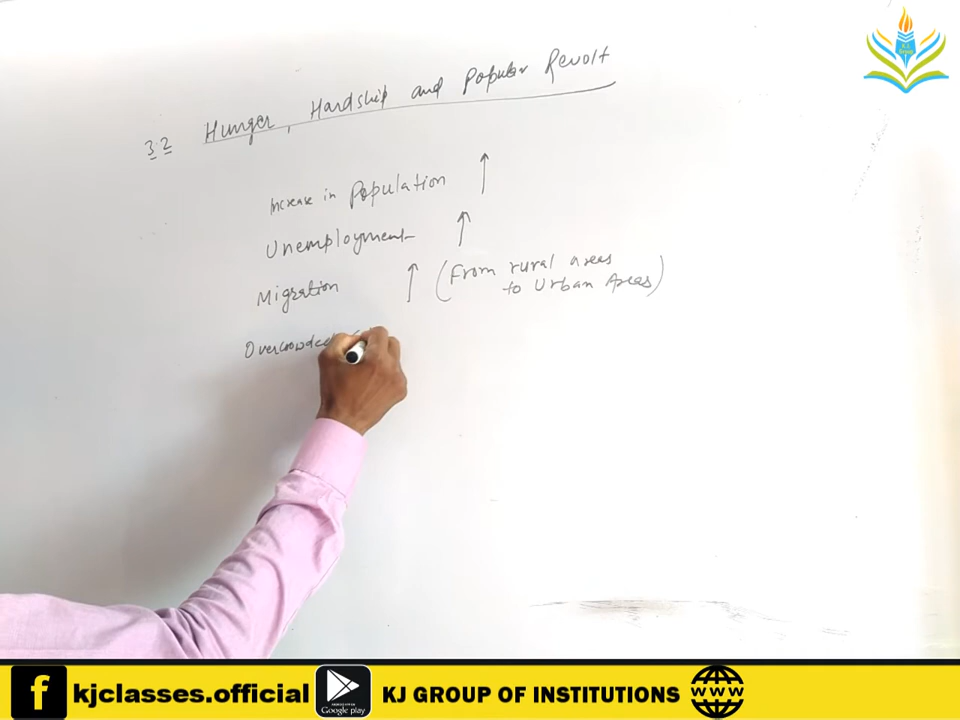 3.2 Hunger, Hardship and Popular Revolt
Increase in Population ↑
Unemployment ↑
Migration ↑ (From rural areas
to Urban Areas)
Overcrowded
kjclasses.official
Google play
KJ GROUP OF INSTITUTIONS
WWW